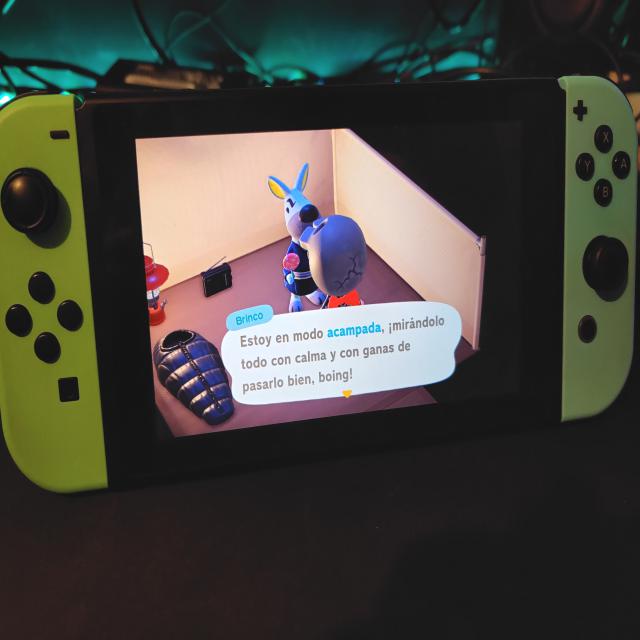 Brinco
Estoy en modo acampada, ¡mirándolo
todo con calma y con ganas de
pasarlo bien, boing!
X
Y
A
B